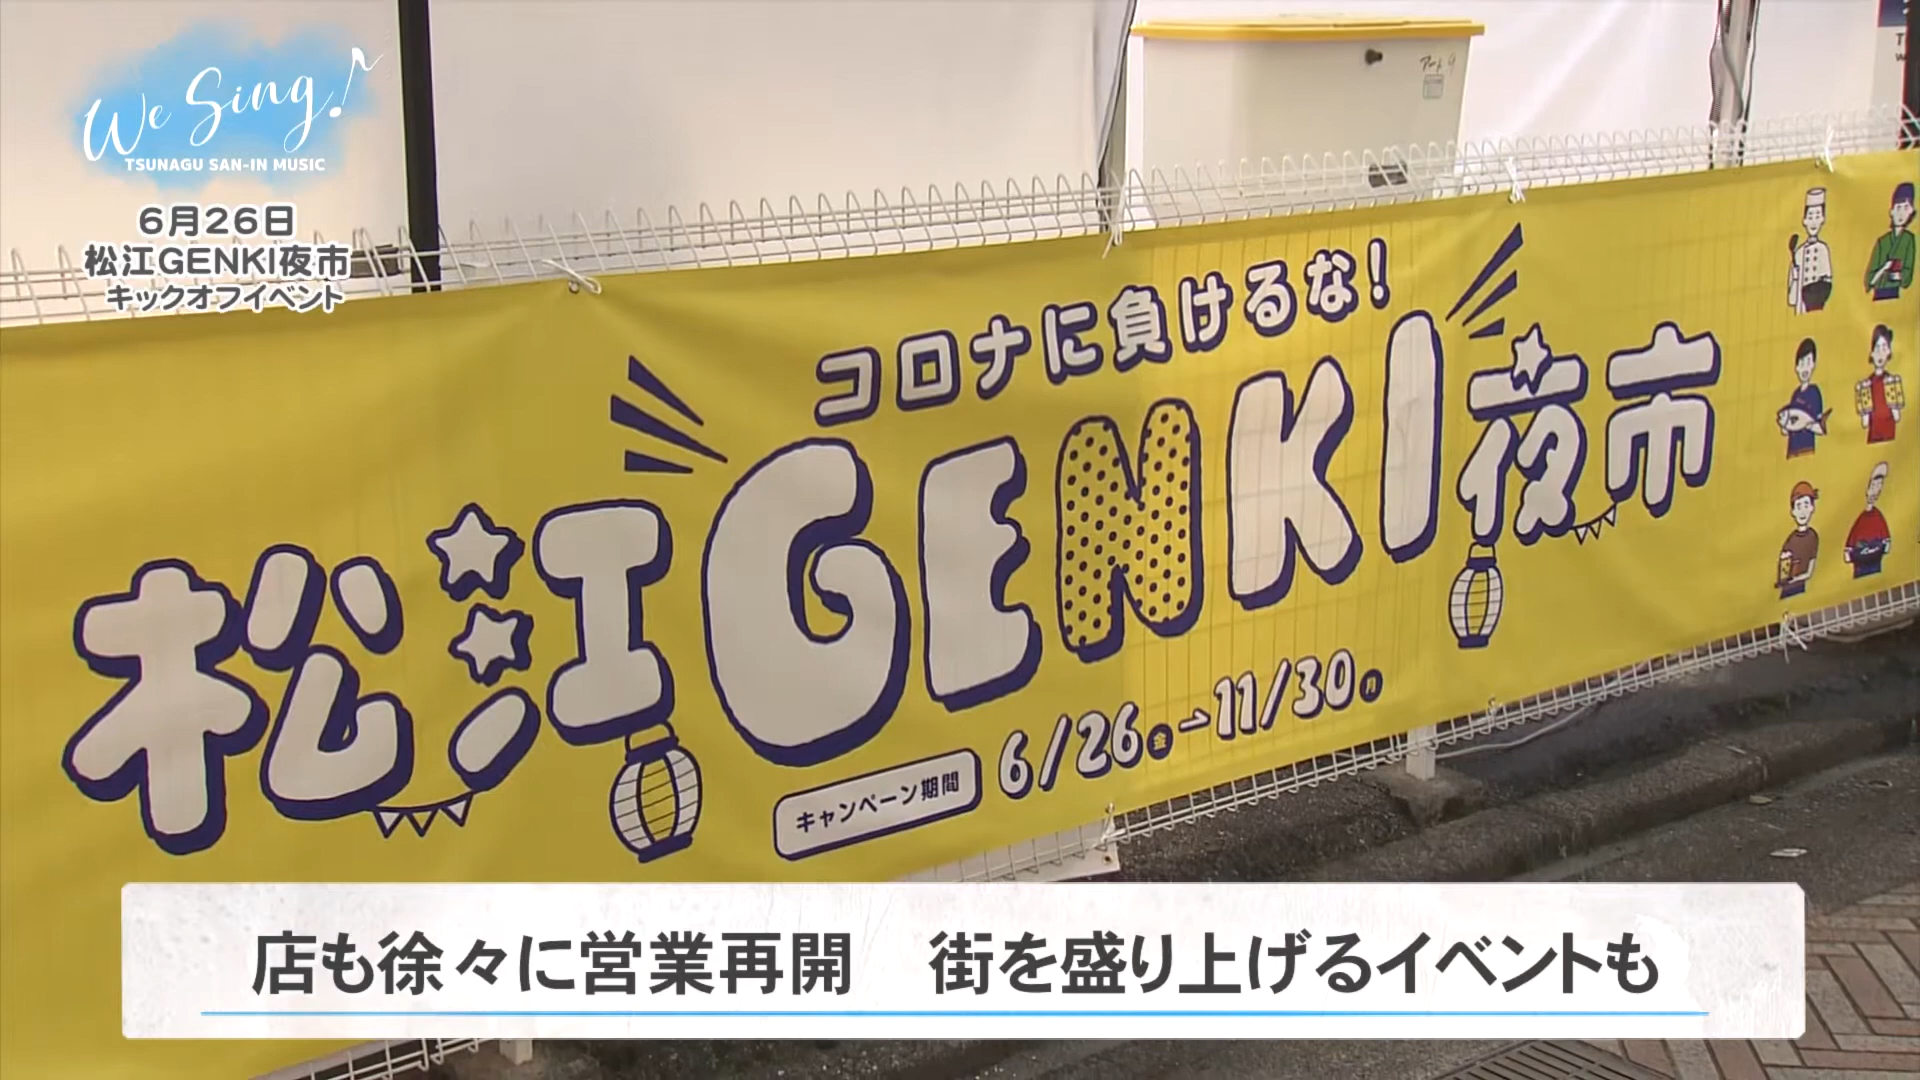 We Sing!
TSUNAGU SAN-IN MUSIC
6月26日
松江GENKI夜市
キックオフイベント
コロナに負けるな!
松江GENKI夜市
キャンペーン期間
6/26金→11/30月
店も徐々に営業再開　街を盛り上げるイベントも